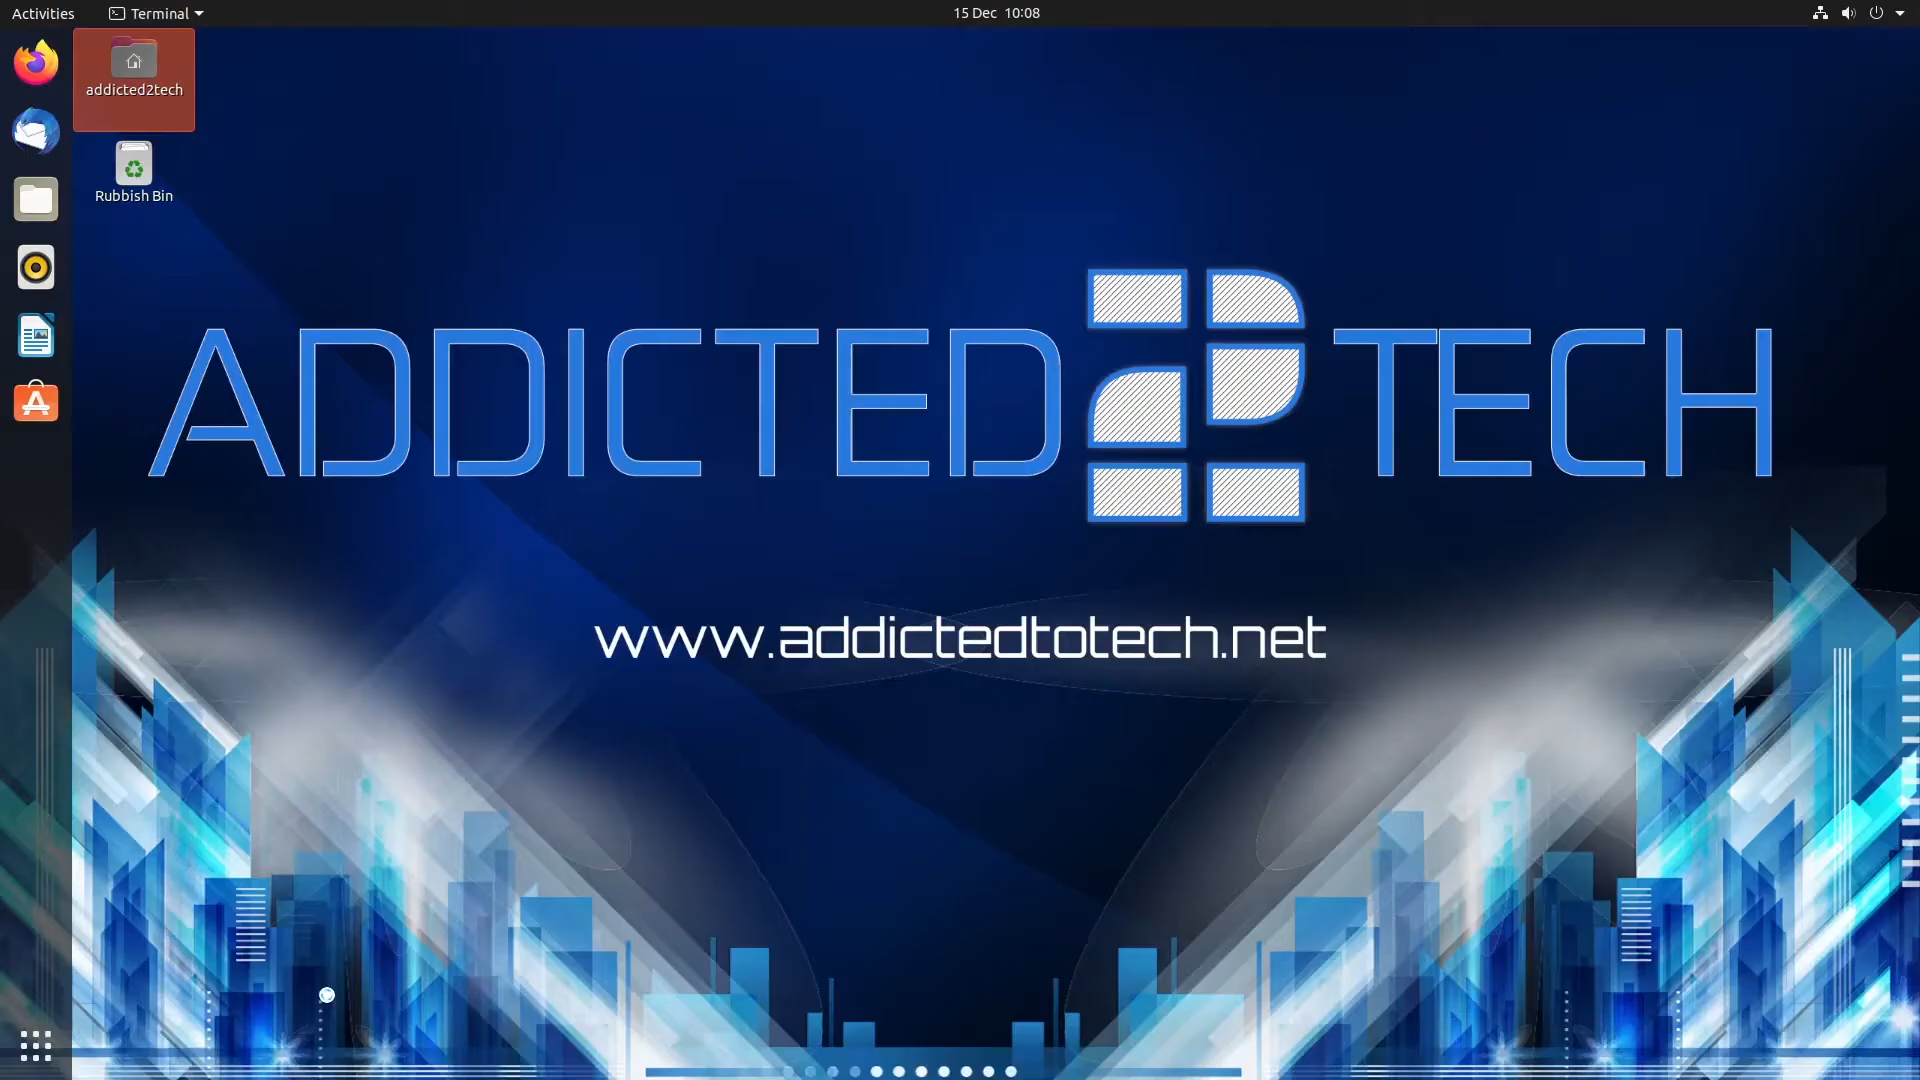 Activities
Terminal
15 Dec 10:08
addicted2tech
Rubbish Bin
ADDICTED2TECH
www.addictedtotech.net